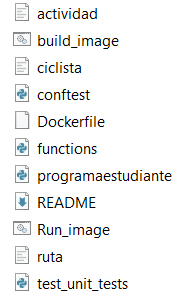 actividad
build_image
ciclista
conftest
Dockerfile
functions
programaestudiante
README
Run_image
ruta
test_unit_tests